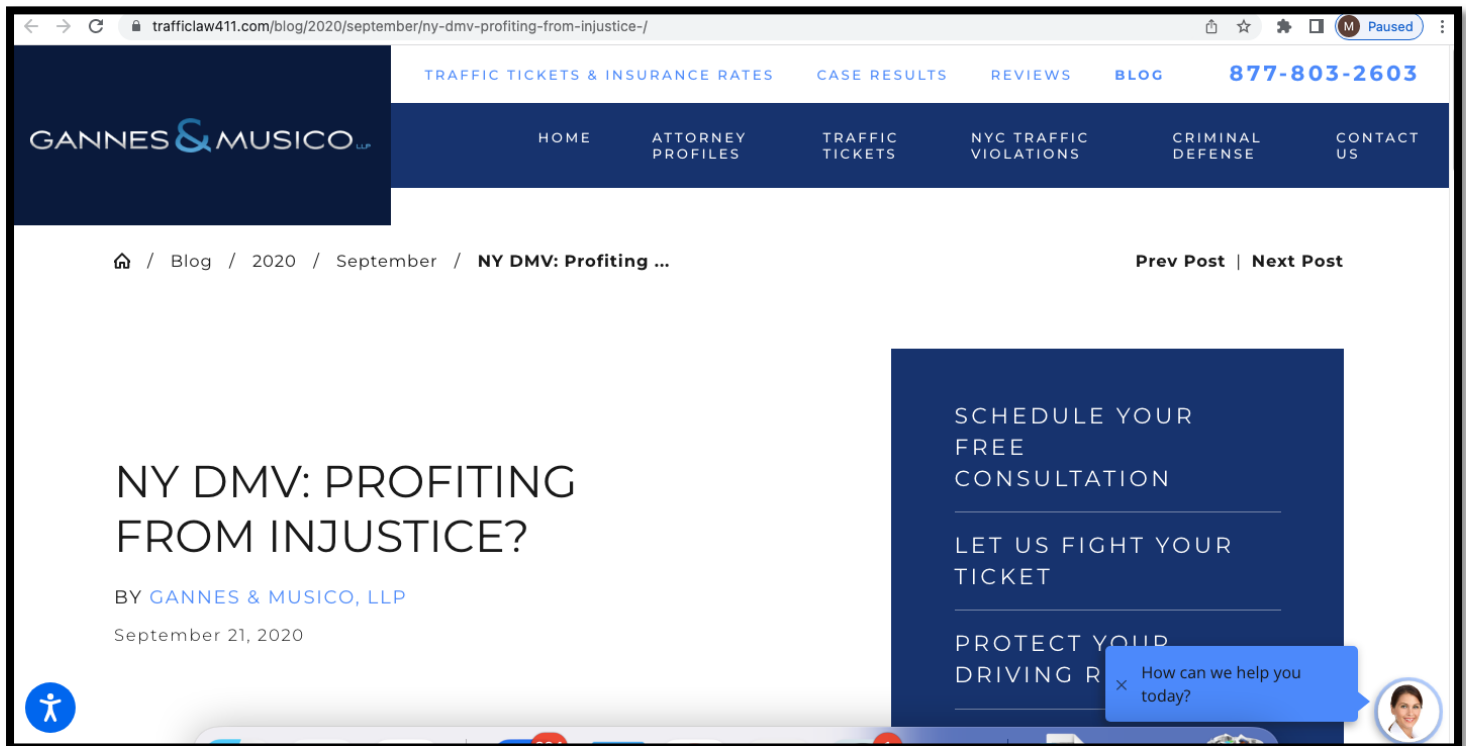 trafficlaw411.com/blog/2020/september/ny-dmv-profiting-from-injustice-/
M Paused
TRAFFIC TICKETS & INSURANCE RATES CASE RESULTS REVIEWS BLOG 877-803-2603
GANNES & MUSICO LLP
HOME ATTORNEY TRAFFIC NYC TRAFFIC CRIMINAL CONTACT
PROFILES TICKETS VIOLATIONS DEFENSE US
/ Blog / 2020 / September / NY DMV: Profiting ...
Prev Post | Next Post
NY DMV: PROFITING
FROM INJUSTICE?
BY GANNES & MUSICO, LLP
September 21, 2020
SCHEDULE YOUR
FREE
CONSULTATION
LET US FIGHT YOUR
TICKET
PROTECT YOUR
DRIVING R
How can we help you
today?